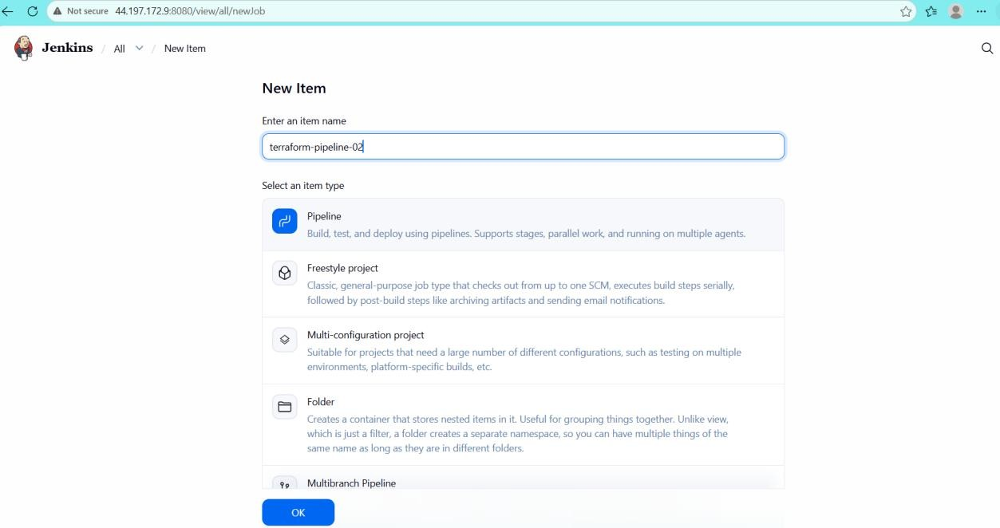 Not secure 44.197.172.9:8080/view/all/newJob
Jenkins / All / New Item
New Item
Enter an item name
terraform-pipeline-02
Select an item type
Pipeline
Build, test, and deploy using pipelines. Supports stages, parallel work, and running on multiple agents.
Freestyle project
Classic, general-purpose job type that checks out from up to one SCM, executes build steps serially,
followed by post-build steps like archiving artifacts and sending email notifications.
Multi-configuration project
Suitable for projects that need a large number of different configurations, such as testing on multiple
environments, platform-specific builds, etc.
Folder
Creates a container that stores nested items in it. Useful for grouping things together. Unlike view,
which is just a filter, a folder creates a separate namespace, so you can have multiple things of the
same name as long as they are in different folders.
Multibranch Pipeline
OK